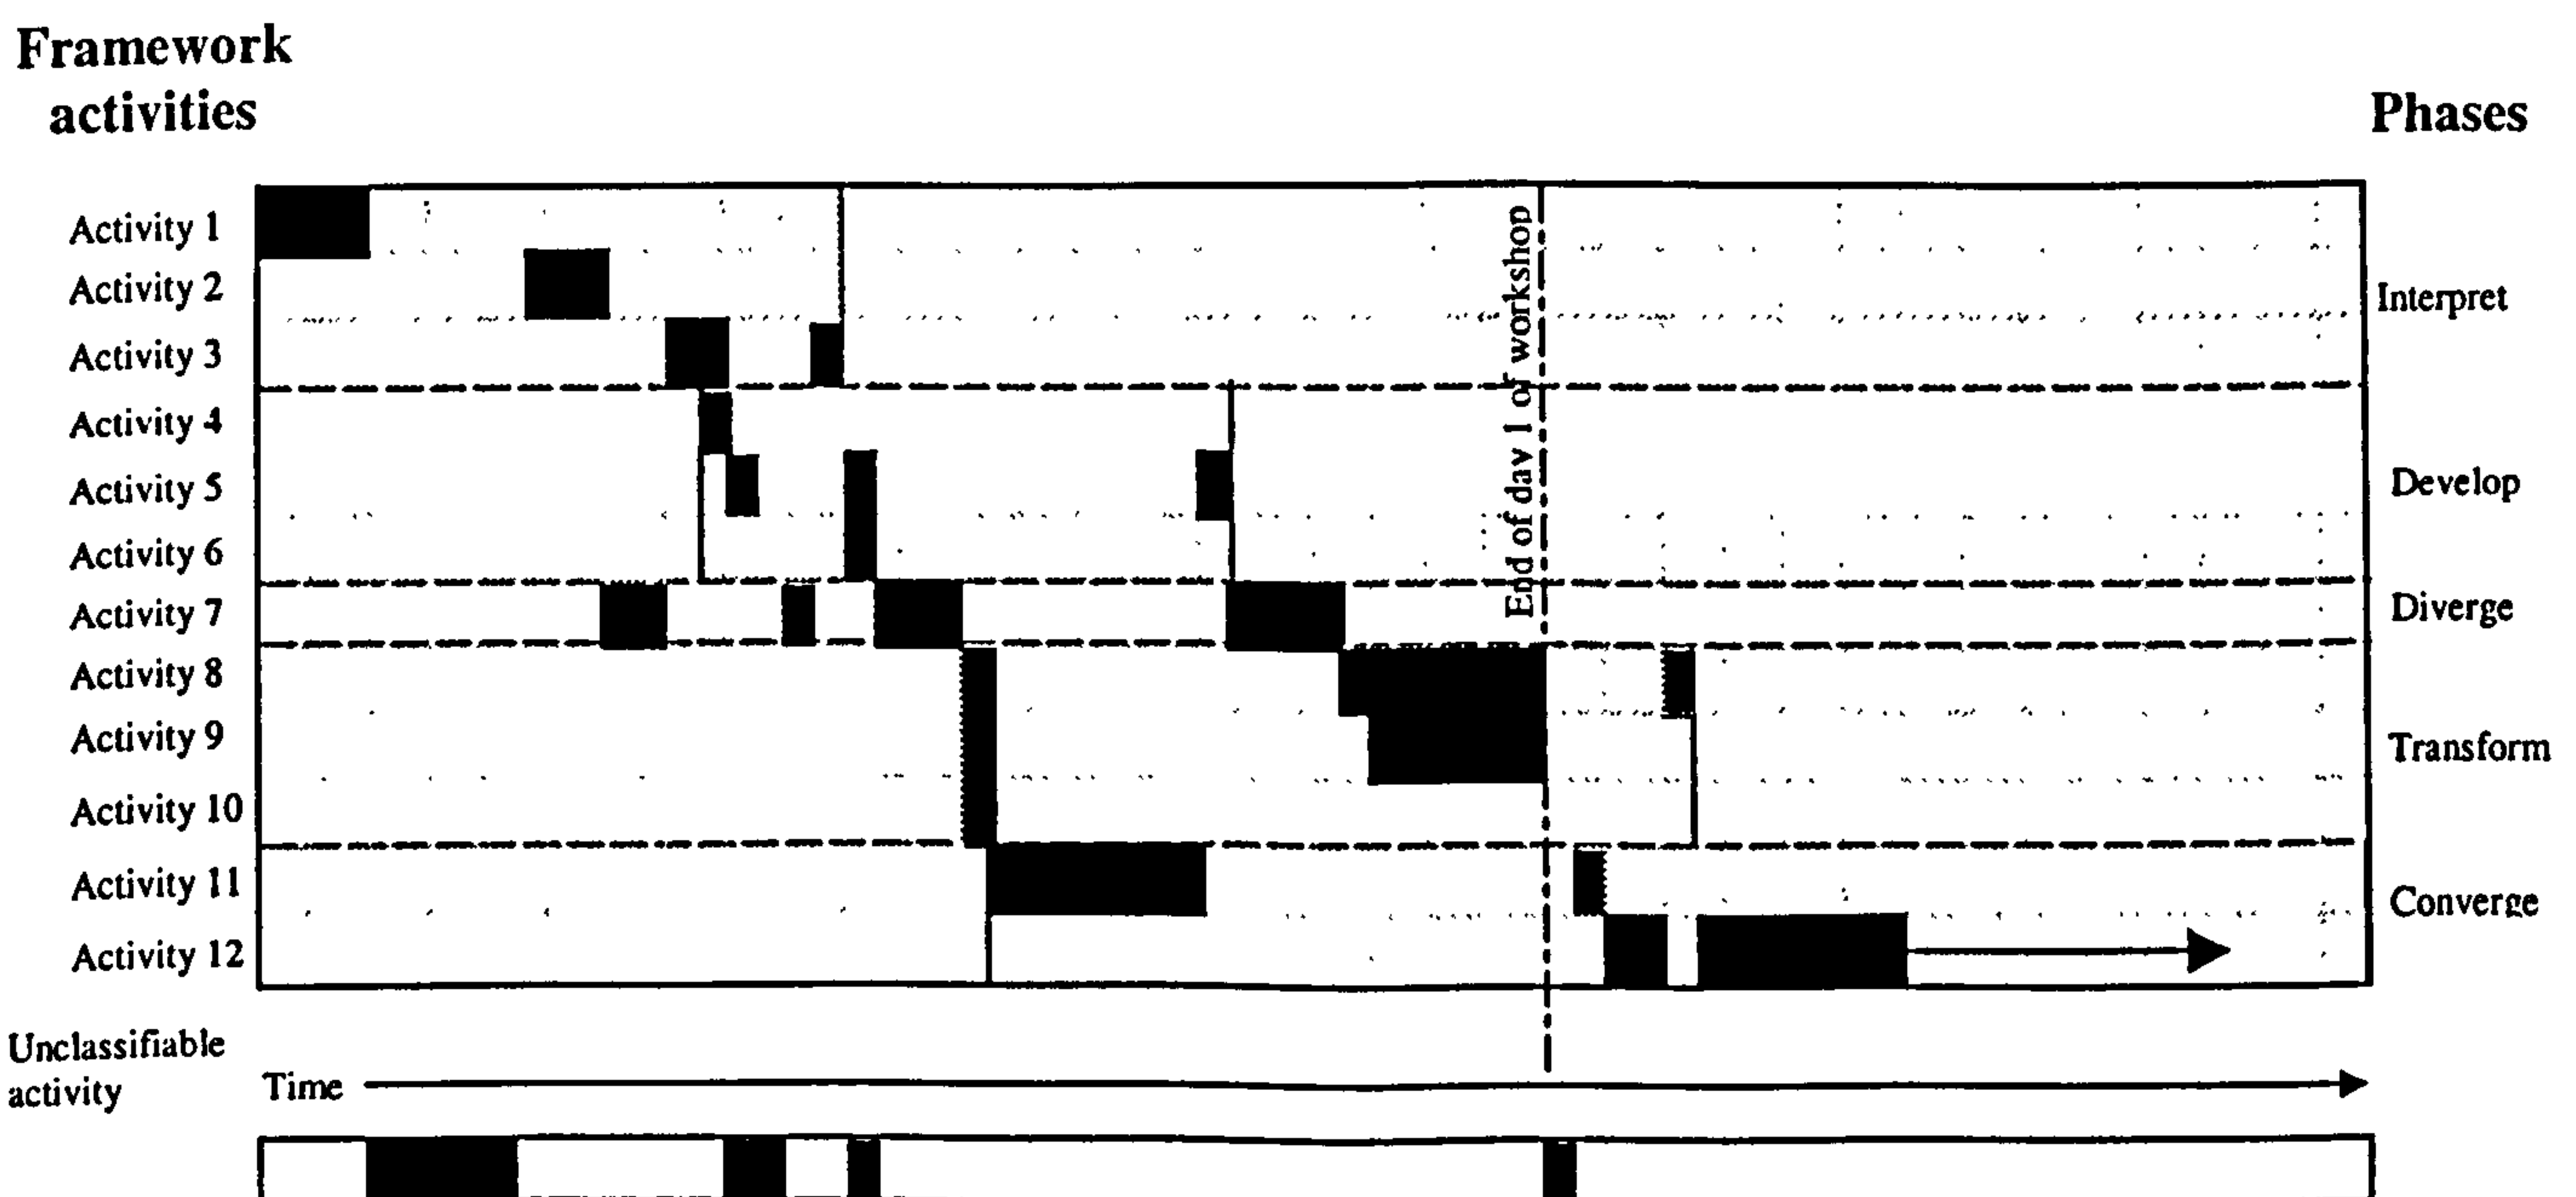 Framework
activities
Phases
Activity 1
Activity 2
Activity 3
Activity 4
Activity 5
Activity 6
Activity 7
Activity 8
Activity 9
Activity 10
Activity 11
Activity 12
End of day 1 of workshop
Interpret
Develop
Diverge
Transform
Converge
Unclassifiable
activity
Time